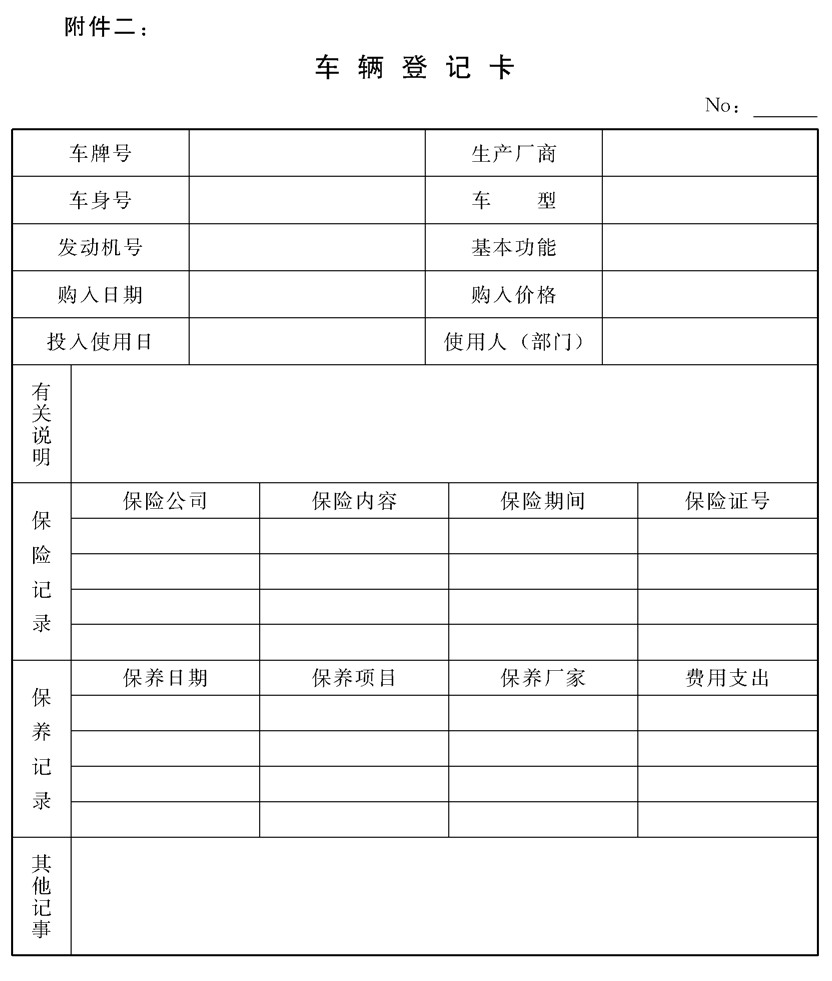 附件二：
车辆登记卡
No：
车牌号 生产厂商
车身号 车 型
发动机号 基本功能
购入日期 购入价格
投入使用日 使用人（部门）
有关说明
保险记录
保险公司 保险内容 保险期间 保险证号
保养记录
保养日期 保养项目 保养厂家 费用支出
其他记事